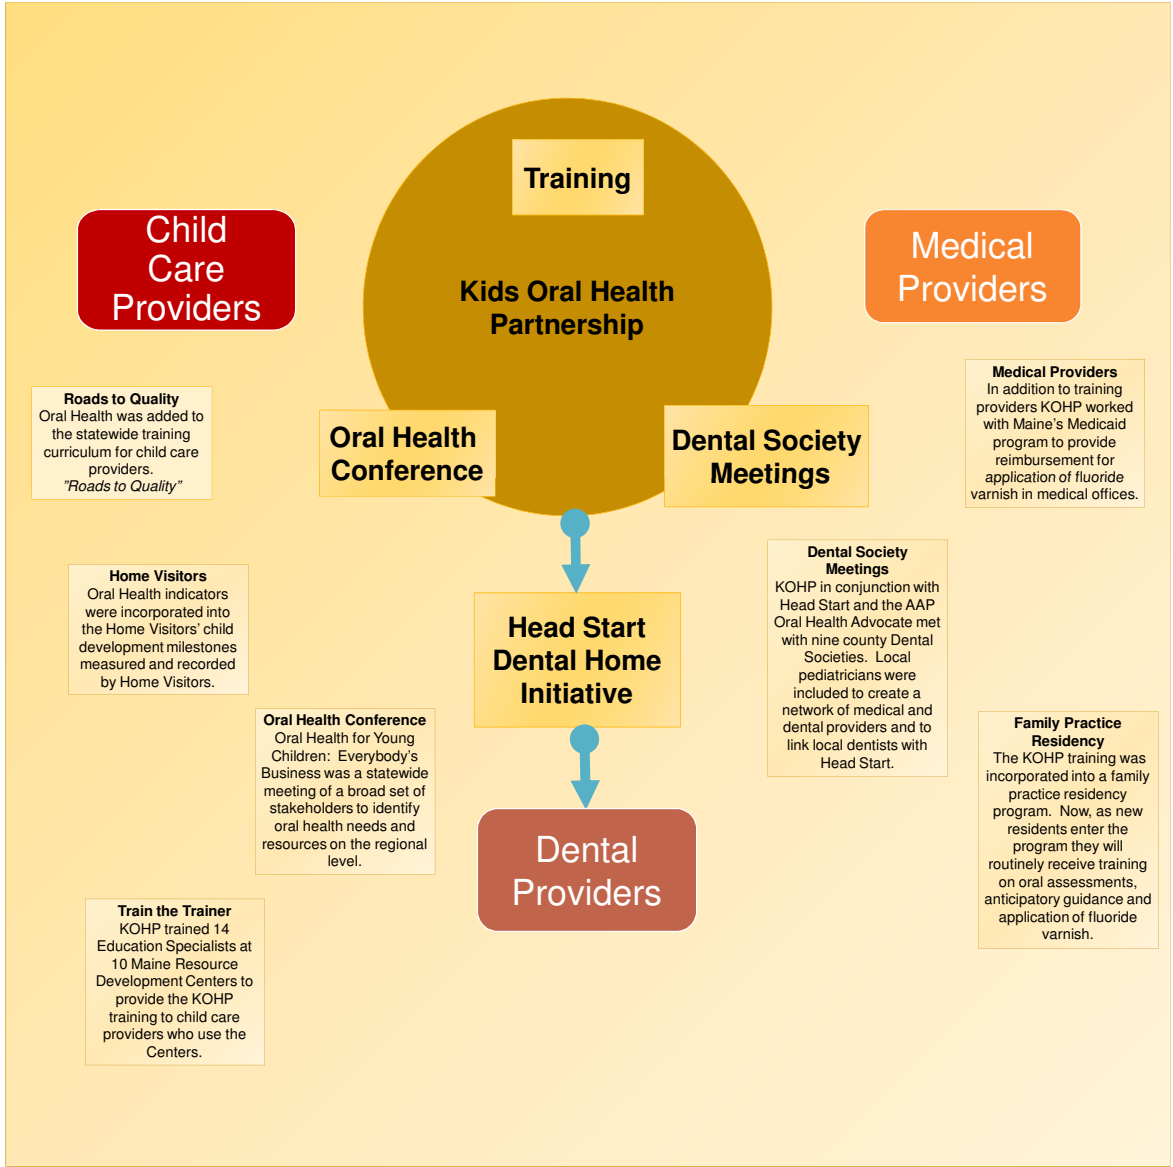 Training
Kids Oral Health
Partnership
Child
Care
Providers
Medical
Providers
Oral Health
Conference
Dental Society
Meetings
Roads to Quality
Oral Health was added to
the statewide training
curriculum for child care
providers.
"Roads to Quality"
Medical Providers
In addition to training
providers KOHP worked
with Maine's Medicaid
program to provide
reimbursement for
application of fluoride
varnish in medical offices.
Home Visitors
Oral Health indicators
were incorporated into
the Home Visitors' child
development milestones
measured and recorded
by Home Visitors.
Head Start
Dental Home
Initiative
Dental Society
Meetings
KOHP in conjunction with
Head Start and the AAP
Oral Health Advocate met
with nine county Dental
Societies.  Local
pediatricians were
included to create a
network of medical and
dental providers and to
link local dentists with
Head Start.
Oral Health Conference
Oral Health for Young
Children:  Everybody's
Business was a statewide
meeting of a broad set of
stakeholders to identify
oral health needs and
resources on the regional
level.
Family Practice
Residency
The KOHP training was
incorporated into a family
practice residency
program.  Now, as new
residents enter the
program they will
routinely receive training
on oral assessments,
anticipatory guidance and
application of fluoride
varnish.
Dental
Providers
Train the Trainer
KOHP trained 14
Education Specialists at
10 Maine Resource
Development Centers to
provide the KOHP
training to child care
providers who use the
Centers.